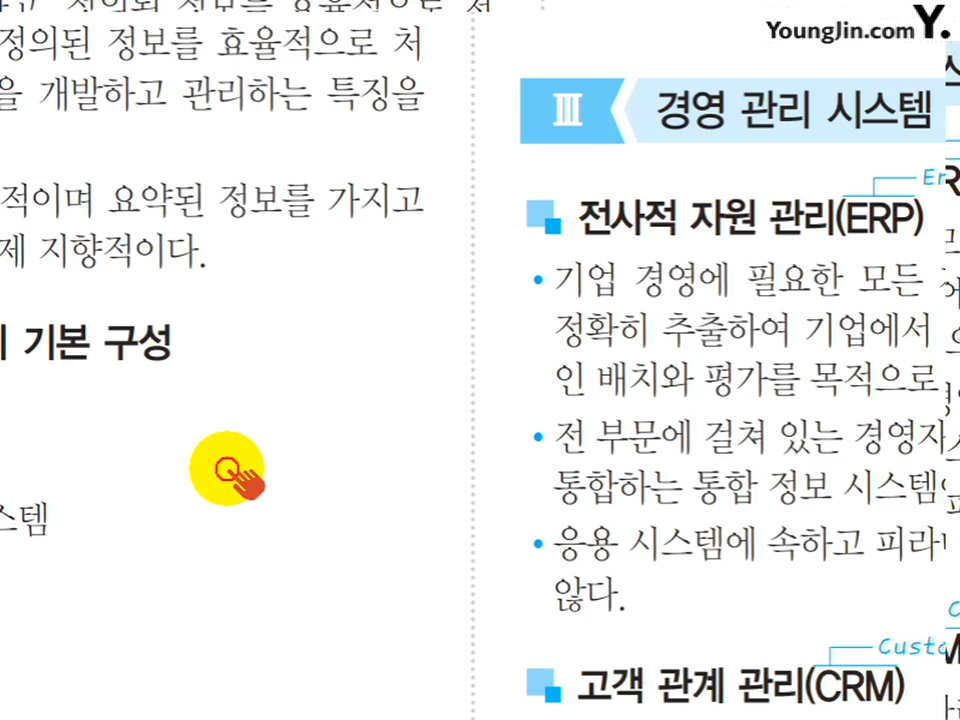 정의된 정보를 효율적으로 처
을 개발하고 관리하는 특징을
적이며 요약된 정보를 가지고
제 지향적이다.
기본 구성
스템
YoungJin.com Y.
Ⅲ 경영 관리 시스템
전사적 자원 관리(ERP)
• 기업 경영에 필요한 모든
정확히 추출하여 기업에서
인 배치와 평가를 목적으로
• 전 부문에 걸쳐 있는 경영자
통합하는 통합 정보 시스템
• 응용 시스템에 속하고 피라
않다.
고객 관계 관리(CRM)